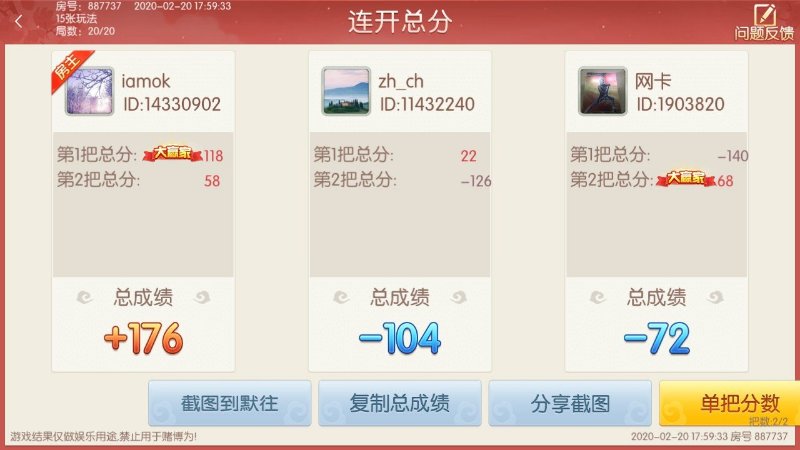 房号: 887737 2020-02-20 17:59:33
15张玩法
局数: 20/20
连开总分
问题反馈
房主
iamok
ID:14330902
第1把总分: 大赢家 118
第2把总分: 58
总成绩
+176
zh_ch
ID:11432240
第1把总分: 22
第2把总分: -126
总成绩
-104
网卡
ID:1903820
第1把总分: -140
第2把总分: 大赢家 68
总成绩
-72
截图到默往
复制总成绩
分享截图
单把分数
把数:2/2
游戏结果仅做娱乐用途,禁止用于赌博为!
2020-02-20 17:59:33 房号 887737